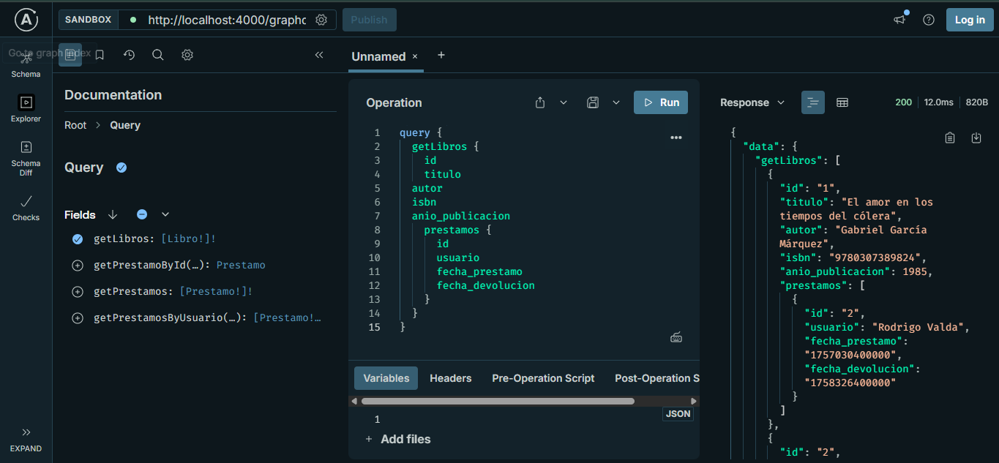 SANDBOX
http://localhost:4000/graphc
Publish
Log in
Go to graph index
Schema
Explorer
Schema
Diff
Checks
EXPAND
Documentation
Root > Query
Query
Fields
getLibros: [Libro!]!
getPrestamoById(…): Prestamo
getPrestamos: [Prestamo!]!
getPrestamosByUsuario(…): [Prestamo!…
Unnamed × +
Operation
Run
1 query {
2 getLibros {
3 id
4 titulo
5 autor
6 isbn
7 anio_publicacion
8 prestamos {
9 id
10 usuario
11 fecha_prestamo
12 fecha_devolucion
13 }
14 }
15 }
Variables Headers Pre-Operation Script Post-Operation S
JSON
1
+ Add files
Response
200 12.0ms 820B
{
"data": {
"getLibros": [
{
"id": "1",
"titulo": "El amor en los
tiempos del cólera",
"autor": "Gabriel García
Márquez",
"isbn": "9780307389824",
"anio_publicacion": 1985,
"prestamos": [
{
"id": "2",
"usuario": "Rodrigo Valda",
"fecha_prestamo":
"1757030400000",
"fecha_devolucion":
"1758326400000"
}
]
},
{
"id": "2",